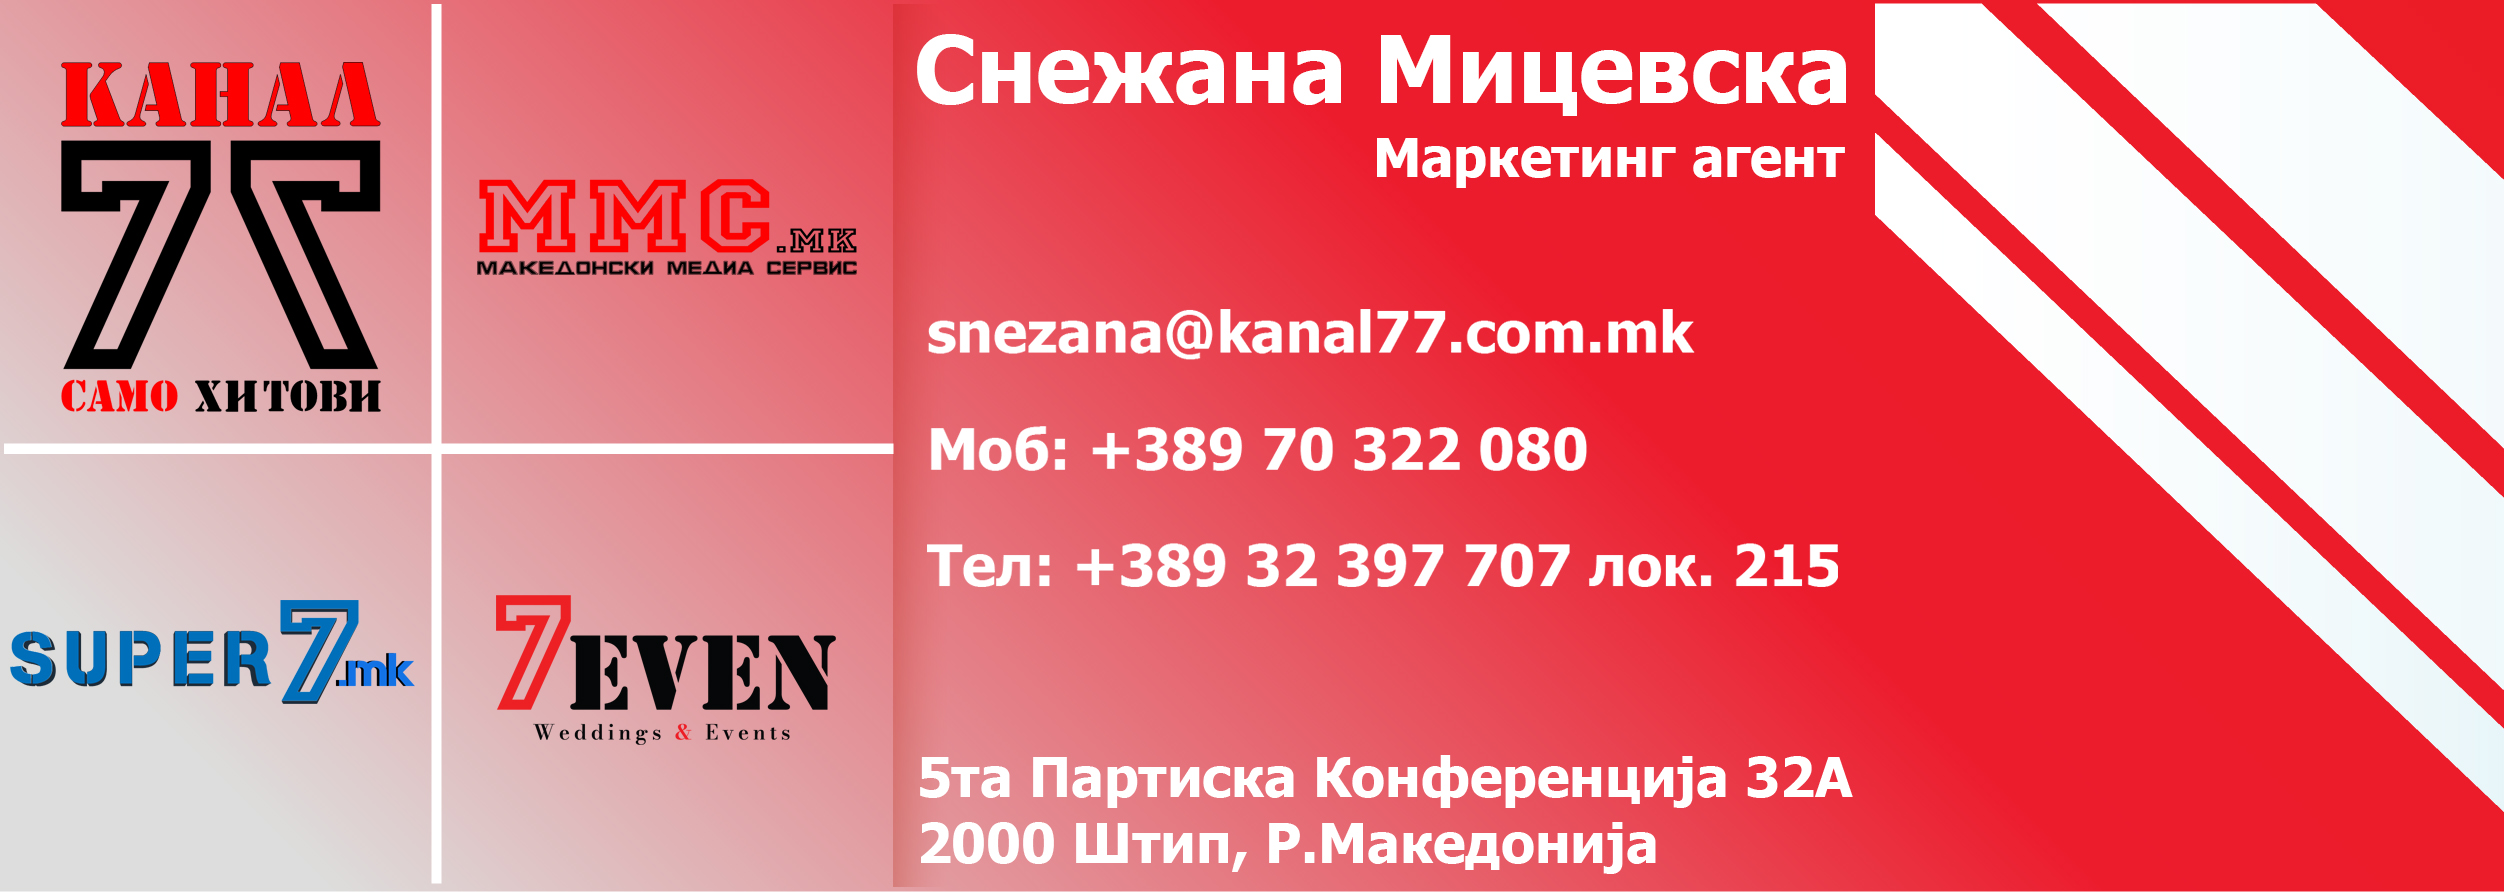 КАНАЛ
77
САМО ХИТОВИ
ММС.МК
МАКЕДОНСКИ МЕДИА СЕРВИС
SUPER7.mk
7EVEN
Weddings & Events
Снежана Мицевска
Маркетинг агент
snezana@kanal77.com.mk
Моб: +389 70 322 080
Тел: +389 32 397 707 лок. 215
5та Партиска Конференција 32А
2000 Штип, Р.Македонија